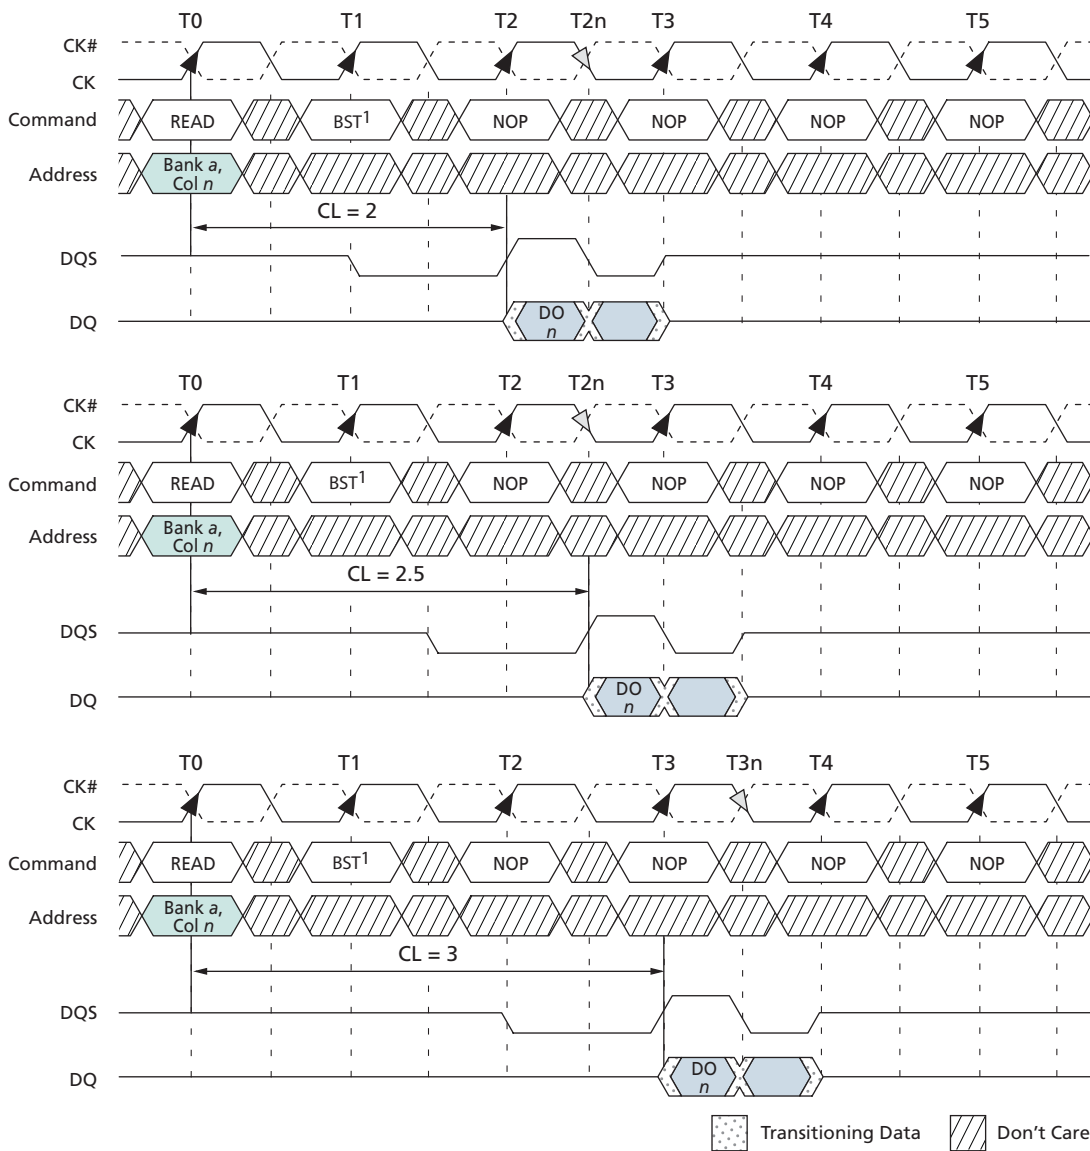 T0 T1 T2 T2n T3 T4 T5
CK#
CK
Command READ BST1 NOP NOP NOP NOP
Address Bank a,
Col n
CL = 2
DQS
DQ DO
n
T0 T1 T2 T2n T3 T4 T5
CK#
CK
Command READ BST1 NOP NOP NOP NOP
Address Bank a,
Col n
CL = 2.5
DQS
DQ DO
n
T0 T1 T2 T3 T3n T4 T5
CK#
CK
Command READ BST1 NOP NOP NOP NOP
Address Bank a,
Col n
CL = 3
DQS
DQ DO
n
Transitioning Data Don't Care